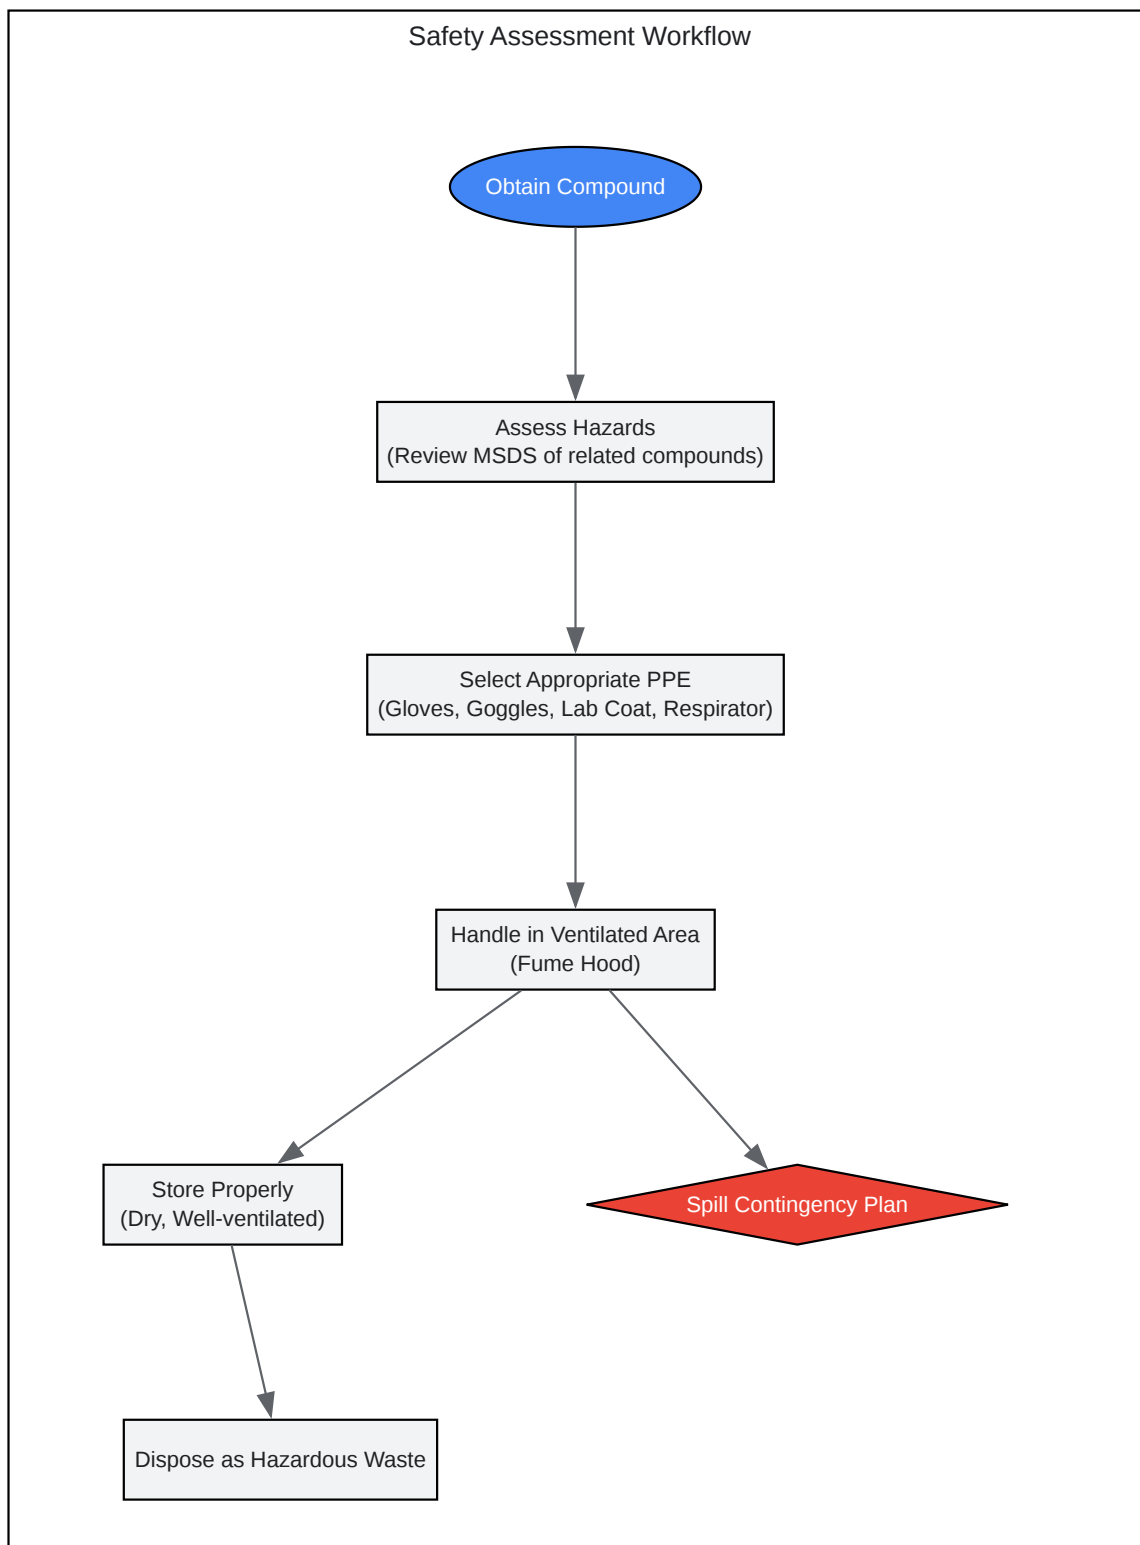 Safety Assessment Workflow
Obtain Compound
Assess Hazards
(Review MSDS of related compounds)
Select Appropriate PPE
(Gloves, Goggles, Lab Coat, Respirator)
Handle in Ventilated Area
(Fume Hood)
Store Properly
(Dry, Well-ventilated)
Spill Contingency Plan
Dispose as Hazardous Waste